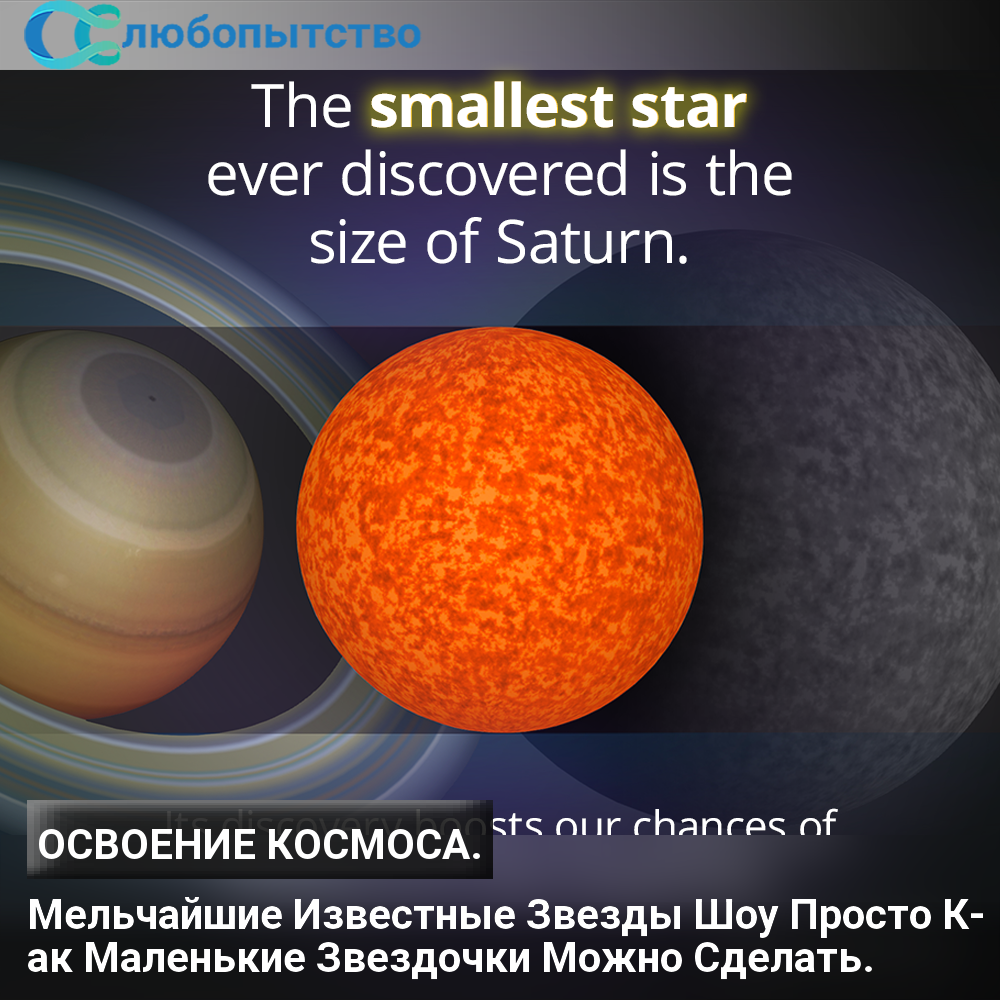 любопытство
The smallest star
ever discovered is the
size of Saturn.
Its discovery boosts our chances of
ОСВОЕНИЕ КОСМОСА.
Мельчайшие Известные Звезды Шоу Просто К-
ак Маленькие Звездочки Можно Сделать.